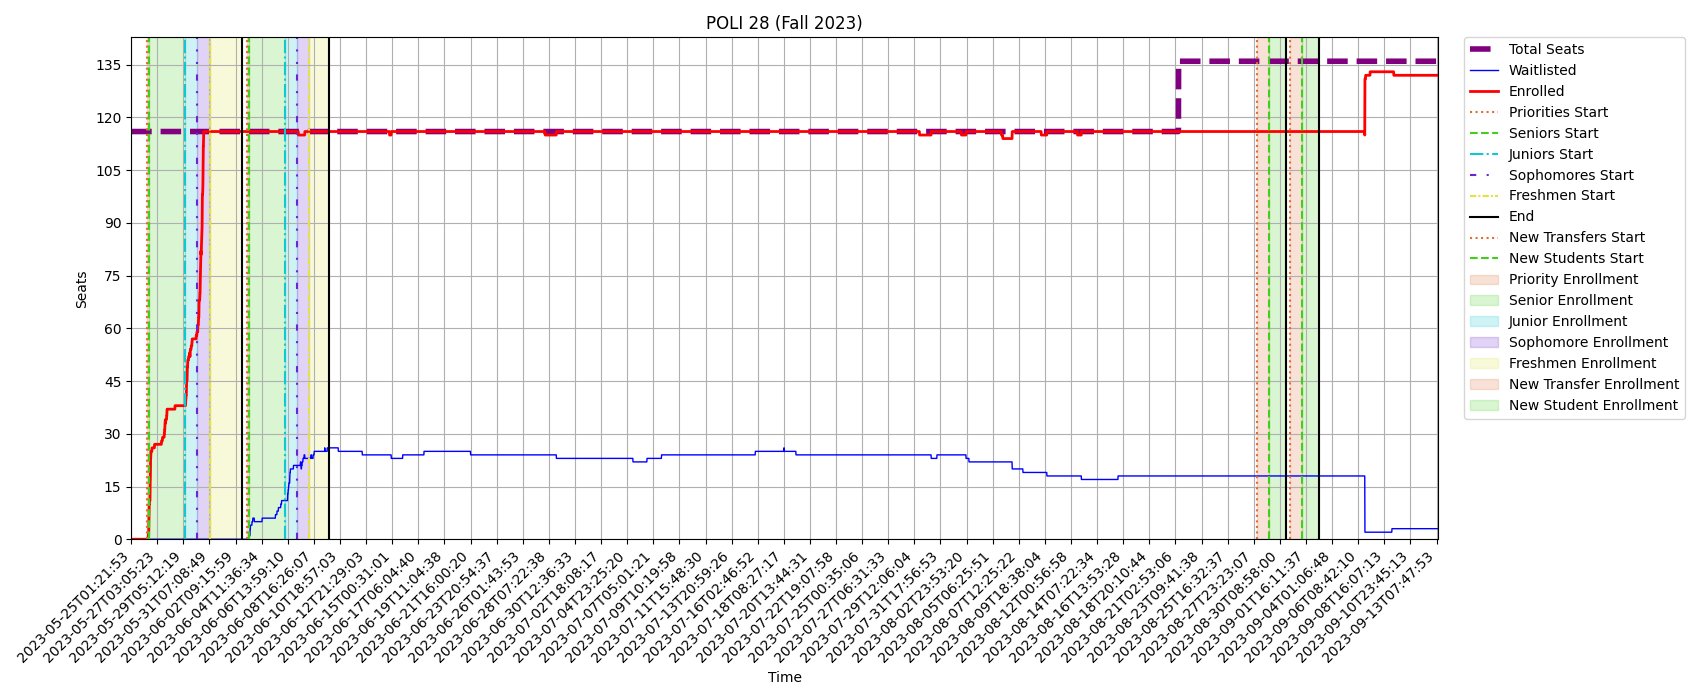 POLI 28 (Fall 2023)
Seats
135
120
105
90
75
60
45
30
15
0
2023-05-25T01:21:53
2023-05-27T03:05:23
2023-05-29T05:12:19
2023-05-31T07:08:49
2023-06-02T09:15:59
2023-06-04T11:36:34
2023-06-06T13:59:10
2023-06-08T16:26:07
2023-06-10T18:57:03
2023-06-12T21:29:03
2023-06-15T00:31:01
2023-06-17T06:04:40
2023-06-19T11:04:38
2023-06-21T16:00:20
2023-06-23T20:54:37
2023-06-26T01:43:53
2023-06-28T07:22:38
2023-06-30T12:36:33
2023-07-02T18:08:17
2023-07-04T23:25:20
2023-07-07T05:01:21
2023-07-09T10:19:58
2023-07-11T15:48:30
2023-07-13T20:59:26
2023-07-16T02:46:52
2023-07-18T08:27:17
2023-07-20T13:44:31
2023-07-22T19:07:58
2023-07-25T00:35:06
2023-07-27T06:31:33
2023-07-29T12:06:04
2023-07-31T17:56:53
2023-08-02T23:53:20
2023-08-05T06:25:51
2023-08-07T12:25:22
2023-08-09T18:38:04
2023-08-12T00:56:58
2023-08-14T07:22:34
2023-08-16T13:53:28
2023-08-18T20:10:44
2023-08-21T02:53:06
2023-08-23T09:41:38
2023-08-25T16:32:37
2023-08-27T23:23:07
2023-08-30T08:58:00
2023-09-01T16:11:37
2023-09-04T01:06:48
2023-09-06T08:42:10
2023-09-08T16:07:13
2023-09-10T23:45:13
2023-09-13T07:47:53
Time
Total Seats
Waitlisted
Enrolled
Priorities Start
Seniors Start
Juniors Start
Sophomores Start
Freshmen Start
End
New Transfers Start
New Students Start
Priority Enrollment
Senior Enrollment
Junior Enrollment
Sophomore Enrollment
Freshmen Enrollment
New Transfer Enrollment
New Student Enrollment